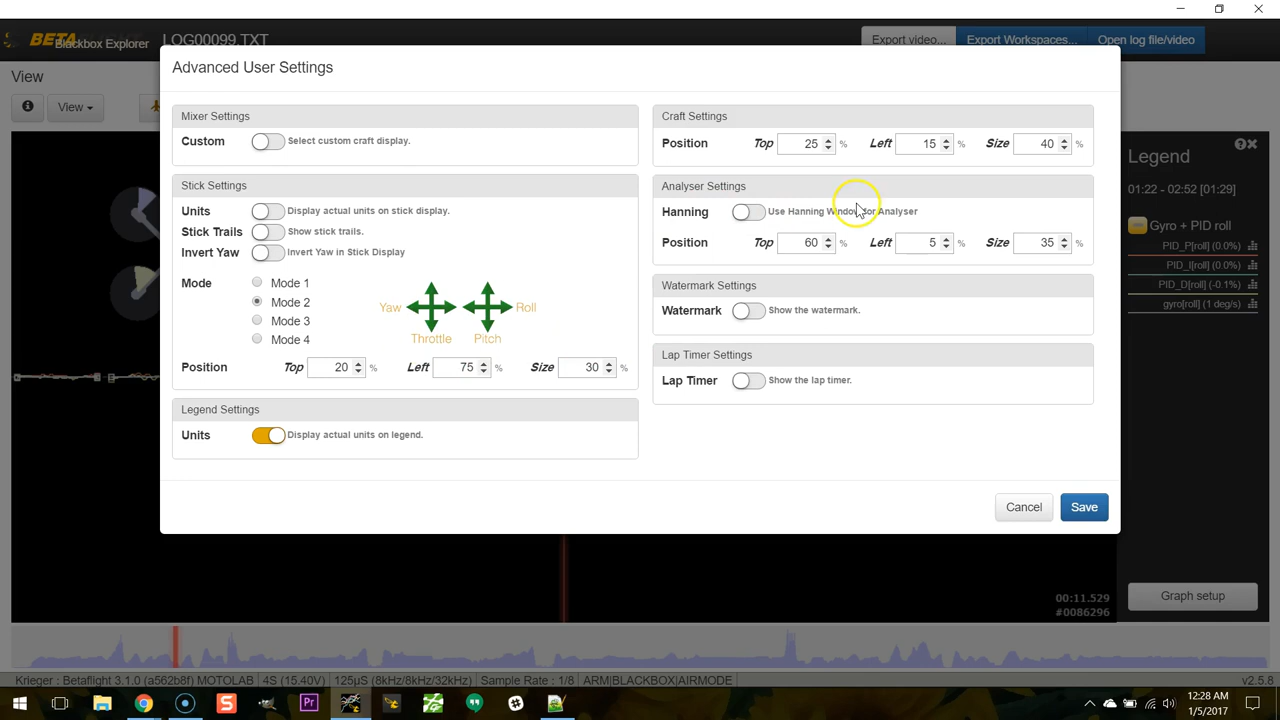 BETA Blackbox Explorer LOG00099.TXT Export video... Export Workspaces... Open log file/video
View
View
Advanced User Settings
Mixer Settings
Custom Select custom craft display.
Stick Settings
Units Display actual units on stick display.
Stick Trails Show stick trails.
Invert Yaw Invert Yaw in Stick Display
Mode
Mode 1
Mode 2
Mode 3
Mode 4
Yaw Roll
Throttle Pitch
Position Top 20 % Left 75 % Size 30 %
Legend Settings
Units Display actual units on legend.
Craft Settings
Position Top 25 % Left 15 % Size 40 %
Analyser Settings
Hanning Use Hanning Window for Analyser
Position Top 60 % Left 5 % Size 35 %
Watermark Settings
Watermark Show the watermark.
Lap Timer Settings
Lap Timer Show the lap timer.
Cancel Save
Legend
01:22 - 02:52 [01:29]
Gyro + PID roll
PID_P[roll] (0.0%)
PID_I[roll] (0.0%)
PID_D[roll] (-0.1%)
gyro[roll] (1 deg/s)
Graph setup
00:11.529
#0086296
Krieger : Betaflight 3.1.0 (a562b8f) MOTOLAB 4S (15.40V) 125µS (8kHz/8kHz/32kHz) Sample Rate : 1/8 ARM|BLACKBOX|AIRMODE v2.5.8
12:28 AM
1/5/2017